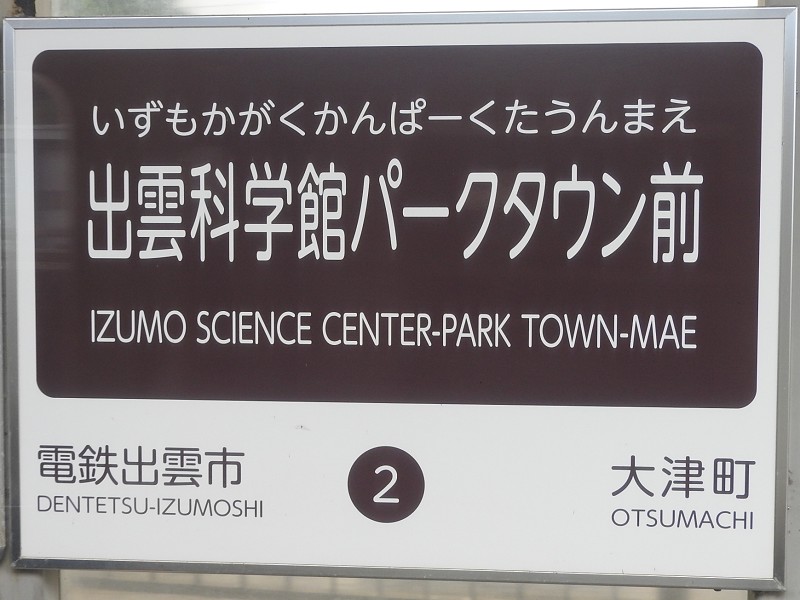 いずもかがくかんぱーくたうんまえ
出雲科学館パークタウン前
IZUMO SCIENCE CENTER-PARK TOWN-MAE
電鉄出雲市
DENTETSU-IZUMOSHI
2
大津町
OTSUMACHI